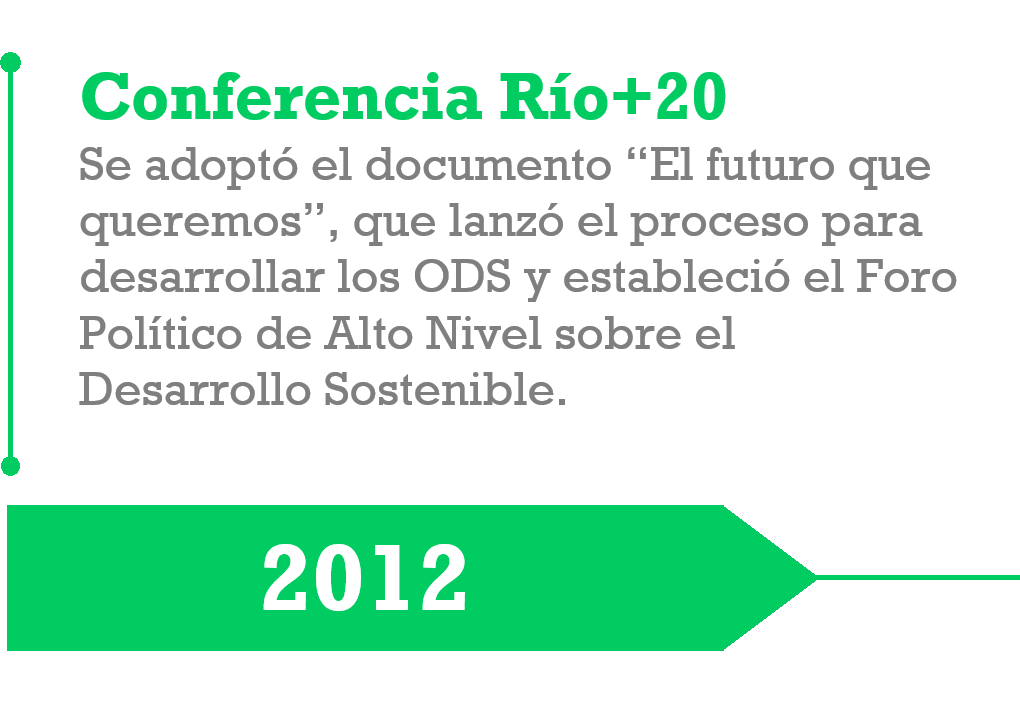 Conferencia Río+20
Se adoptó el documento “El futuro que
queremos”, que lanzó el proceso para
desarrollar los ODS y estableció el Foro
Político de Alto Nivel sobre el
Desarrollo Sostenible.
2012